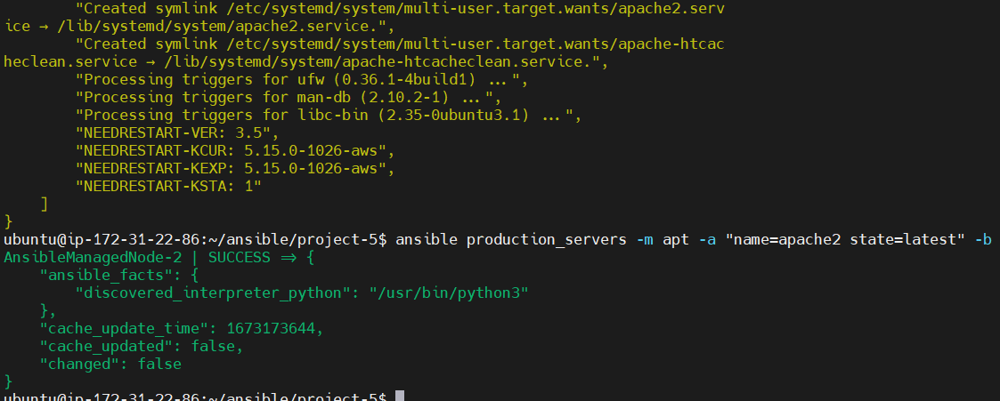 "Created symlink /etc/systemd/system/multi-user.target.wants/apache2.serv
ice → /lib/systemd/system/apache2.service.",
"Created symlink /etc/systemd/system/multi-user.target.wants/apache-htcac
heclean.service → /lib/systemd/system/apache-htcacheclean.service.",
"Processing triggers for ufw (0.36.1-4build1) ...",
"Processing triggers for man-db (2.10.2-1) ...",
"Processing triggers for libc-bin (2.35-0ubuntu3.1) ...",
"NEEDRESTART-VER: 3.5",
"NEEDRESTART-KCUR: 5.15.0-1026-aws",
"NEEDRESTART-KEXP: 5.15.0-1026-aws",
"NEEDRESTART-KSTA: 1"
]
}
ubuntu@ip-172-31-22-86:~/ansible/project-5$ ansible production_servers -m apt -a "name=apache2 state=latest" -b
AnsibleManagedNode-2 | SUCCESS => {
"ansible_facts": {
"discovered_interpreter_python": "/usr/bin/python3"
},
"cache_update_time": 1673173644,
"cache_updated": false,
"changed": false
}
ubuntu@ip-172-31-22-86:~/ansible/project-5$